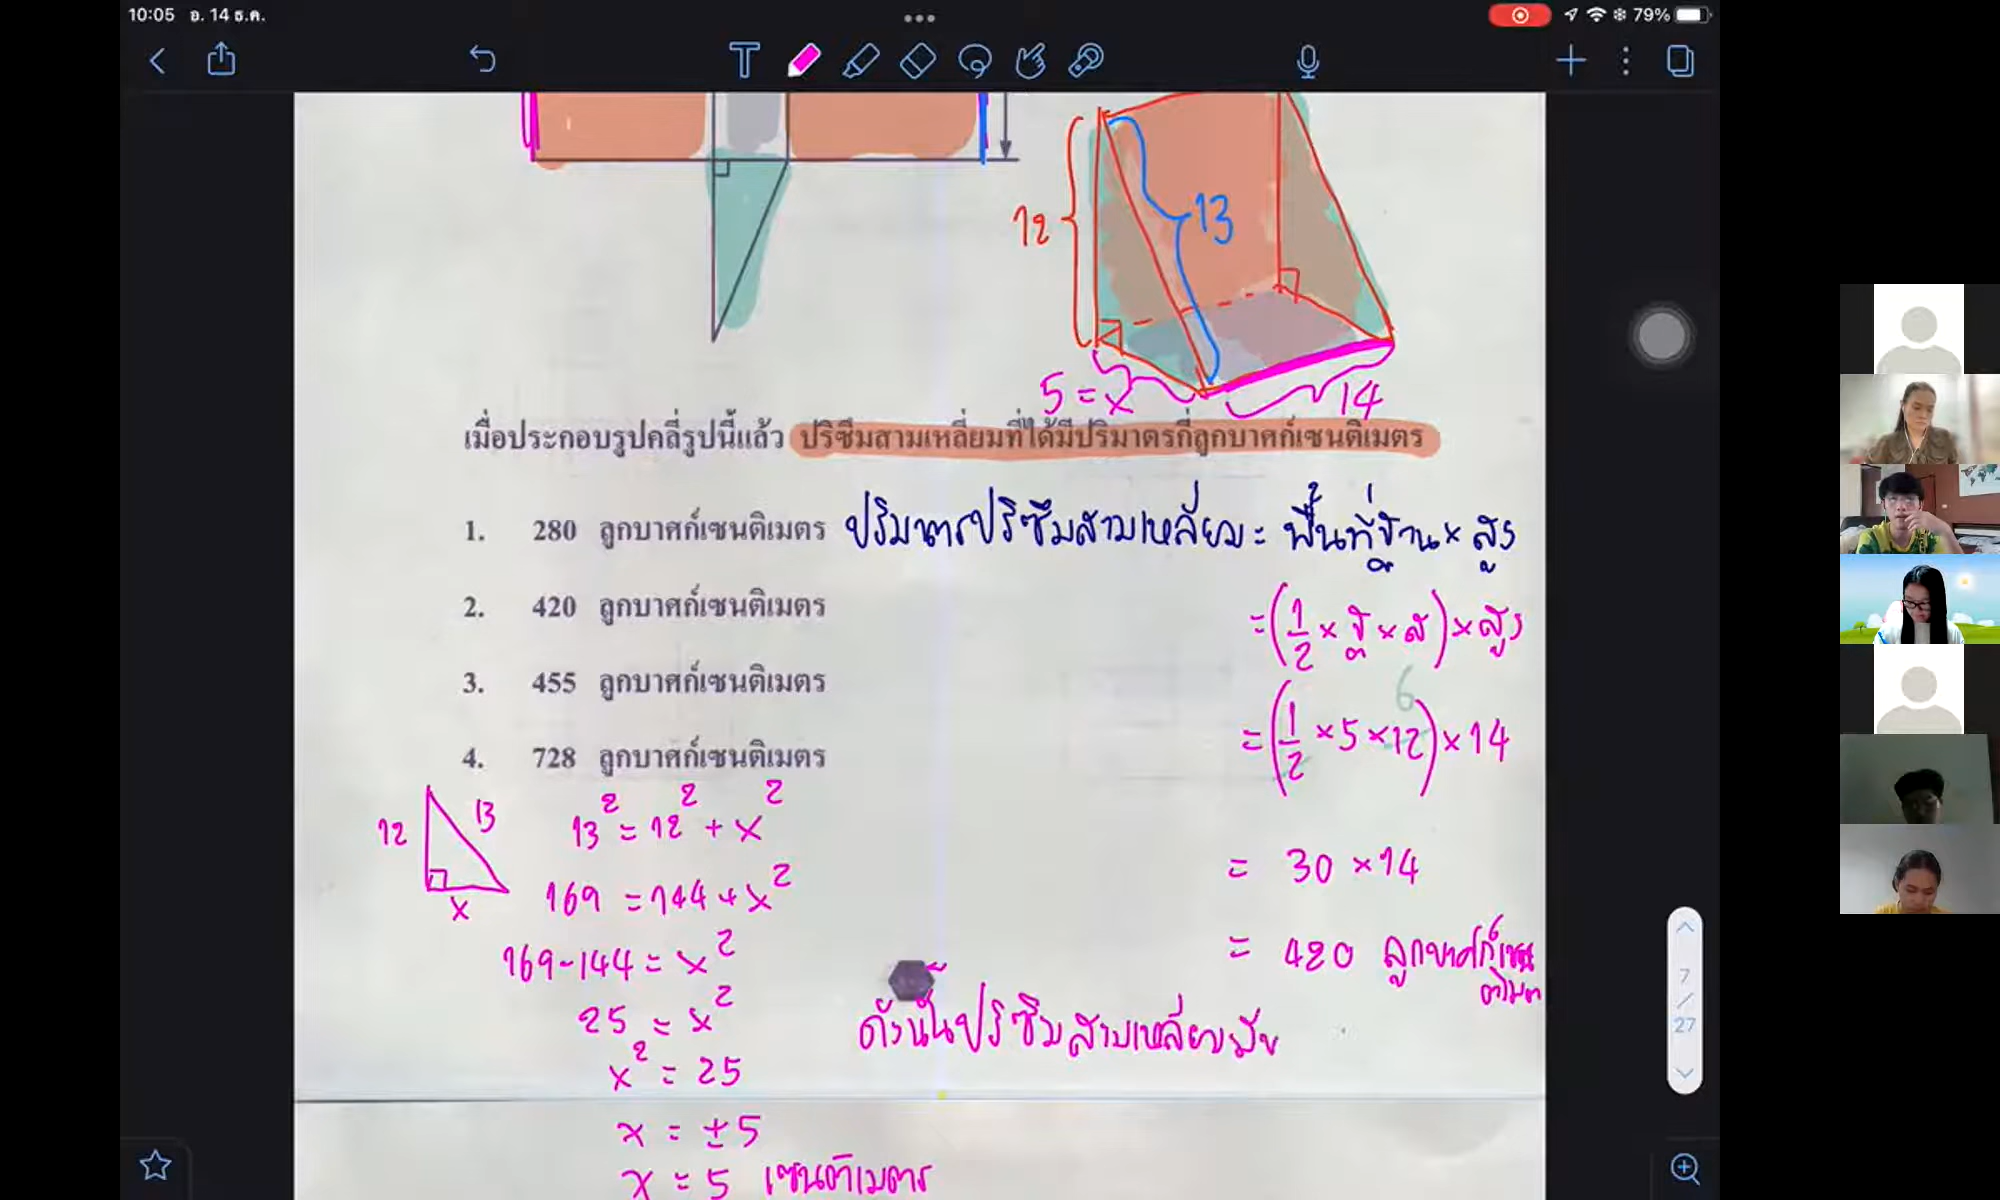 10:05 อ. 14 ธ.ค.
79%
12
13
5 = x
14
เมื่อประกอบรูปคลี่รูปนี้แล้ว ปริซึมสามเหลี่ยมที่ได้มีปริมาตรกี่ลูกบาศก์เซนติเมตร
1. 280 ลูกบาศก์เซนติเมตร
ปริมาตรปริซึมสามเหลี่ยม = พื้นที่ฐาน × สูง
2. 420 ลูกบาศก์เซนติเมตร
= (1/2 × ฐ × ส) × สูง
3. 455 ลูกบาศก์เซนติเมตร
6
= (1/2 × 5 × 12) × 14
4. 728 ลูกบาศก์เซนติเมตร
12
13
x
13² = 12² + x²
169 = 144 + x²
169 - 144 = x²
25 = x²
x² = 25
x = ±5
x = 5 เซนติเมตร
= 30 × 14
= 420 ลูกบาศก์เซนติเมตร
ดังนั้นปริซึมสามเหลี่ยมมีป
7
/
27